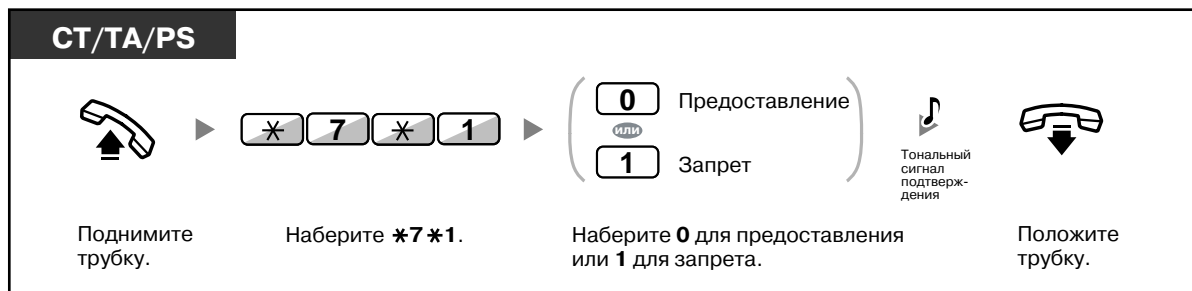 CT/TA/PS
* 7 * 1
0 Предоставление
или
1 Запрет
Тональный
сигнал
подтверж-
дения
Поднимите
трубку.
Наберите *7*1.
Наберите 0 для предоставления
или 1 для запрета.
Положите
трубку.